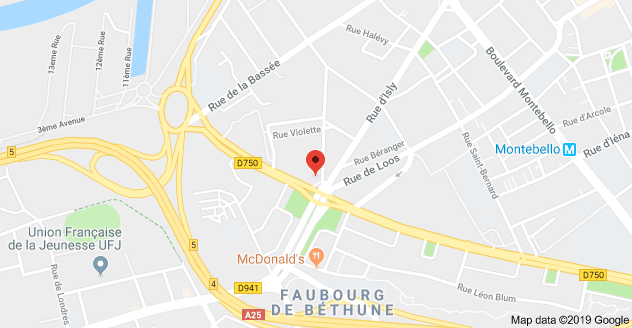 13ème Rue
12ème Rue
11ème Rue
Rue de la Bassée
Rue Halévy
Rue d'Isly
Boulevard Montebello
Rue d'Arcole
Rue d'Iéna
3ème Avenue
Rue Violette
Rue Béranger
Rue de Loos
Montebello M
Rue Saint-Bernard
5
D750
Union Française
de la Jeunesse UFJ
5
4
McDonald's
Rue de Londres
D941
A25
FAUBOURG
DE BÉTHUNE
Rue Léon Blum
D750
Map data ©2019 Google